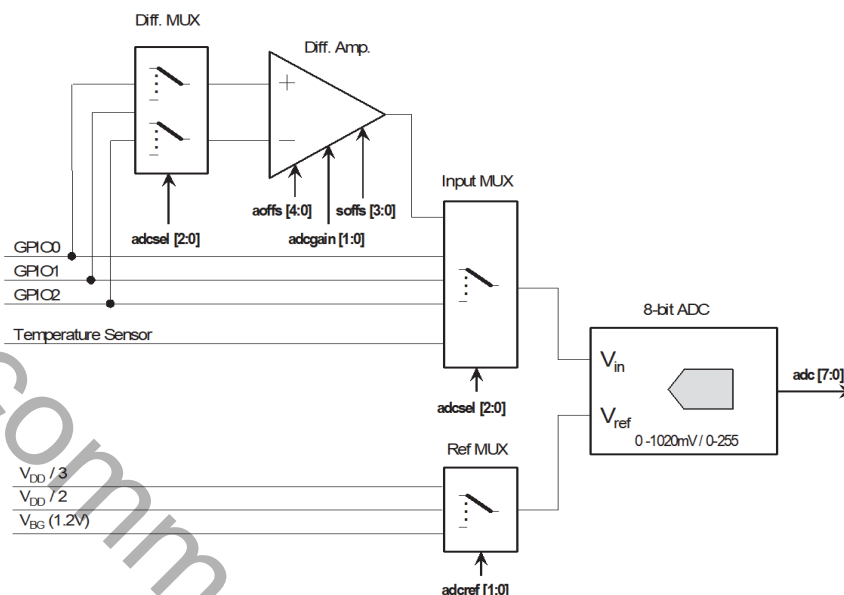 Diff. MUX
Diff. Amp.
+
−
aoffs [4:0] soffs [3:0]
adcsel [2:0]
adcgain [1:0]
Input MUX
GPIO0
GPIO1
GPIO2
Temperature Sensor
adcsel [2:0]
8-bit ADC
Vin
Vref
0 -1020mV / 0-255
adc [7:0]
Ref MUX
VDD / 3
VDD / 2
VBG (1.2V)
adcref [1:0]
comm